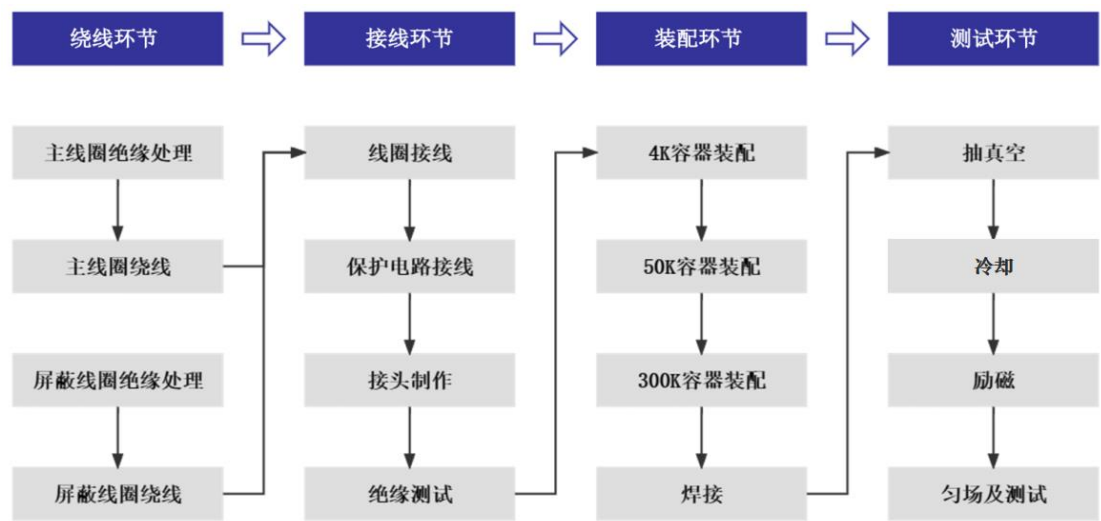 绕线环节
接线环节
装配环节
测试环节
主线圈绝缘处理
线圈接线
4K容器装配
抽真空
主线圈绕线
保护电路接线
50K容器装配
冷却
屏蔽线圈绝缘处理
接头制作
300K容器装配
励磁
屏蔽线圈绕线
绝缘测试
焊接
匀场及测试